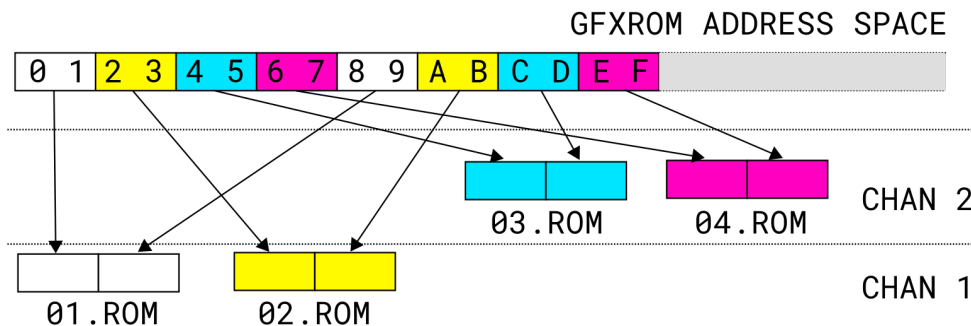 GFXROM ADDRESS SPACE
0 1 2 3 4 5 6 7 8 9 A B C D E F
03.ROM 04.ROM
CHAN 2
01.ROM 02.ROM
CHAN 1